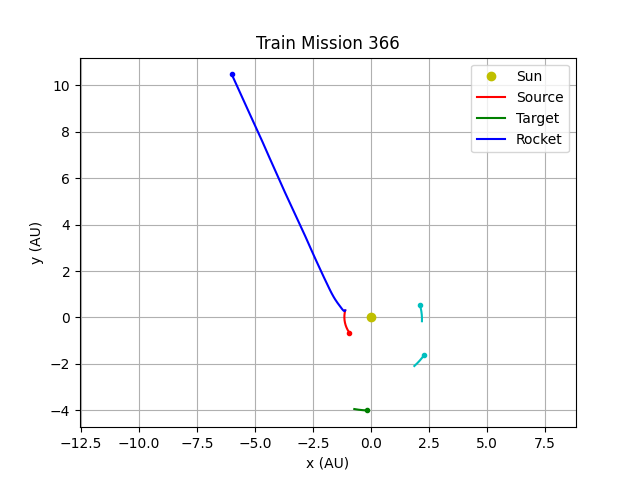 Train Mission 366
Sun
Source
Target
Rocket
y (AU)
10
8
6
4
2
0
−2
−4
−12.5 −10.0 −7.5 −5.0 −2.5 0.0 2.5 5.0 7.5
x (AU)